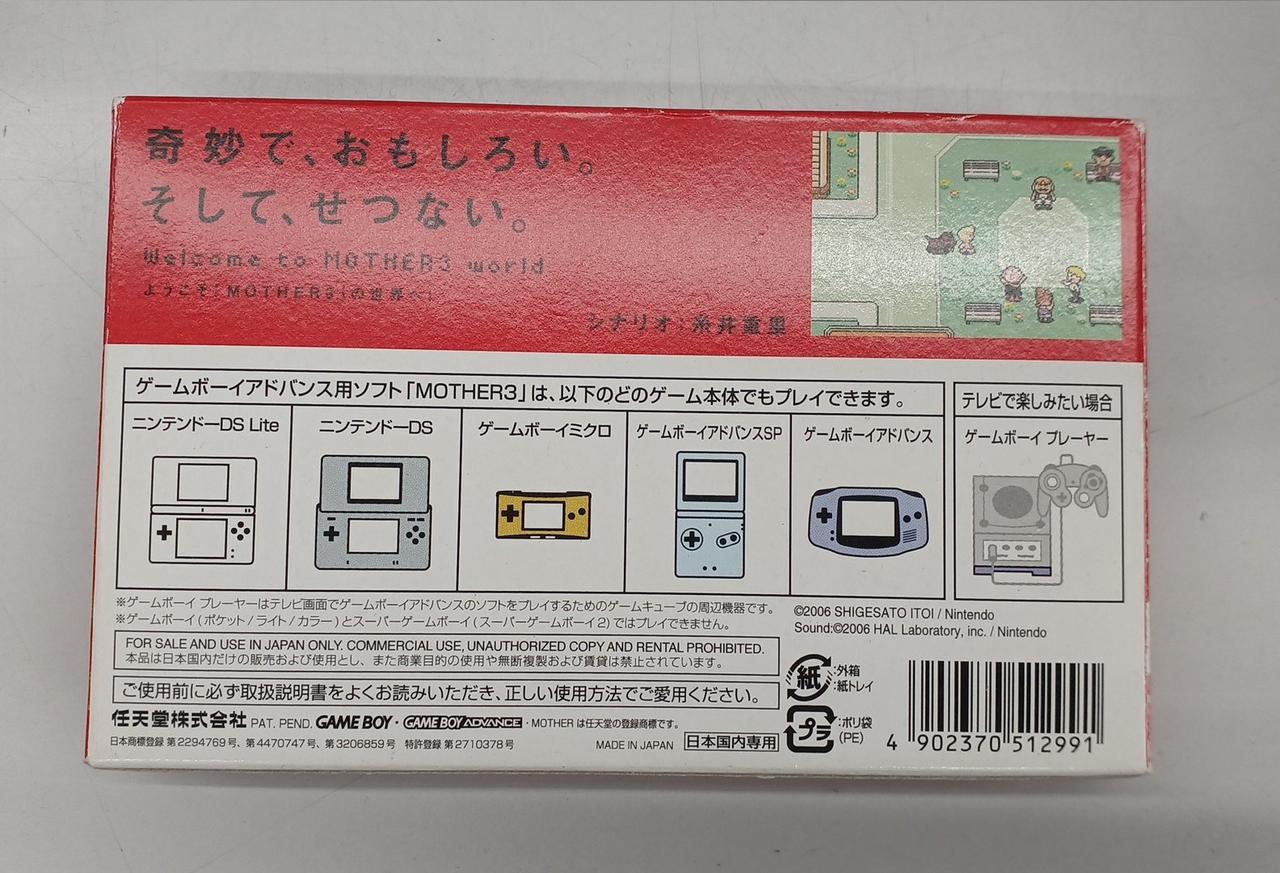 奇妙で、おもしろい。
そして、せつない。
Welcome to MOTHER3 world
ようこそ「MOTHER3」の世界へ!
シナリオ：糸井重里
ゲームボーイアドバンス用ソフト「MOTHER3」は、以下のどのゲーム本体でもプレイできます。
ニンテンドーDS Lite
ニンテンドーDS
ゲームボーイミクロ
ゲームボーイアドバンスSP
ゲームボーイアドバンス
テレビで楽しみたい場合
ゲームボーイ プレーヤー
※ゲームボーイ プレーヤーはテレビ画面でゲームボーイアドバンスのソフトをプレイするためのゲームキューブの周辺機器です。
※ゲームボーイ(ポケット/ライト/カラー)とスーパーゲームボーイ(スーパーゲームボーイ2)ではプレイできません。
©2006 SHIGESATO ITOI / Nintendo
Sound:©2006 HAL Laboratory, inc. / Nintendo
FOR SALE AND USE IN JAPAN ONLY. COMMERCIAL USE, UNAUTHORIZED COPY AND RENTAL PROHIBITED.
本品は日本国内だけの販売および使用とし、また商業目的の使用や無断複製および賃貸は禁止されています。
ご使用前に必ず取扱説明書をよくお読みいただき、正しい使用方法でご愛用ください。
任天堂株式会社 PAT. PEND. GAME BOY・GAME BOY ADVANCE・MOTHER は任天堂の登録商標です。
日本商標登録 第2294769号、第4470747号、第3206859号 特許登録 第2710378号
MADE IN JAPAN 日本国内専用
紙 :外箱
:紙トレイ
プラ :ポリ袋
(PE)
4 902370 512991